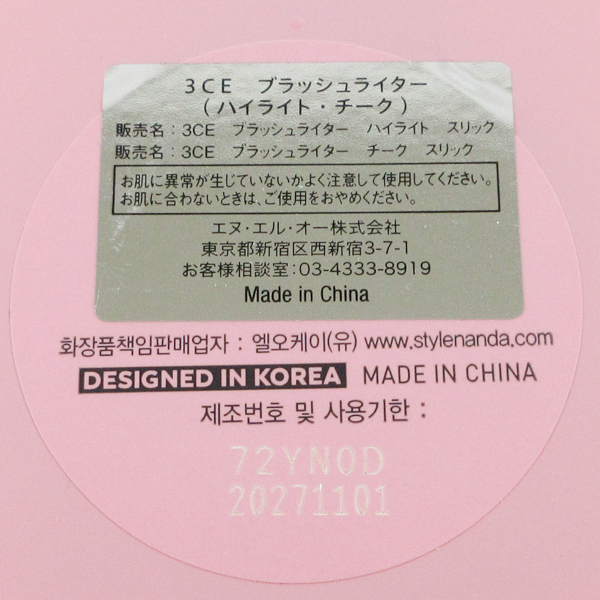 3CE ブラッシュライター
(ハイライト・チーク)
販売名：3CE ブラッシュライター ハイライト スリック
販売名：3CE ブラッシュライター チーク スリック
お肌に異常が生じていないかよく注意して使用してください。
お肌に合わないときは、ご使用をおやめください。
エヌ・エル・オー株式会社
東京都新宿区西新宿3-7-1
お客様相談室：03-4333-8919
Made in China
화장품책임판매업자 : 엘오케이(유) www.stylenanda.com
DESIGNED IN KOREA MADE IN CHINA
제조번호 및 사용기한 :
72YN0D
20271101